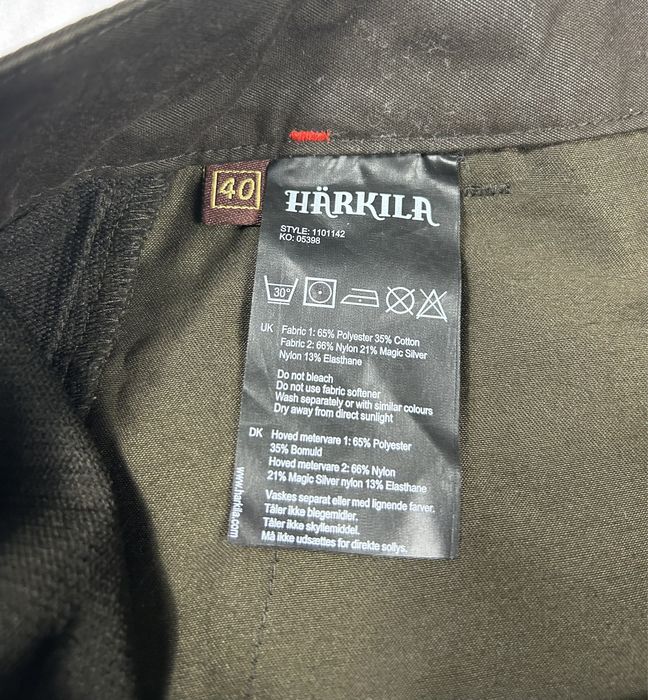 40
HÄRKILA
STYLE: 1101142
KO: 05398
30°
UK Fabric 1: 65% Polyester 35% Cotton
Fabric 2: 66% Nylon 21% Magic Silver
Nylon 13% Elasthane
Do not bleach
Do not use fabric softener
Wash separately or with similar colours
Dry away from direct sunlight
DK Hoved metervare 1: 65% Polyester
35% Bomuld
Hoved metervare 2: 66% Nylon
21% Magic Silver nylon 13% Elasthane
Vaskes separat eller med lignende farver.
Tåler ikke blegemidler.
Tåler ikke skyllemiddel.
Må ikke udsættes for direkte sollys.
www.harkila.com